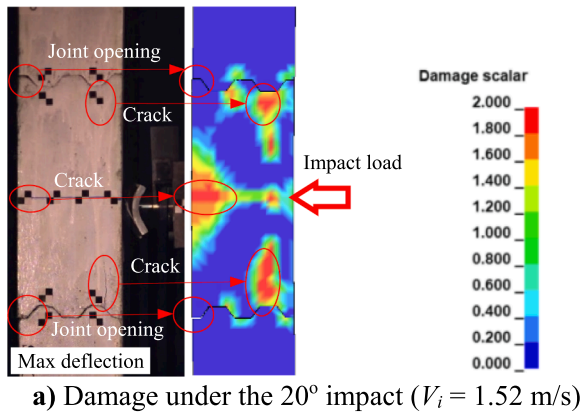 Joint opening
Crack
Crack
Impact load
Crack
Joint opening
Max deflection
Damage scalar
2.000
1.800
1.600
1.400
1.200
1.000
0.800
0.600
0.400
0.200
0.000
a) Damage under the 20º impact (Vi = 1.52 m/s)